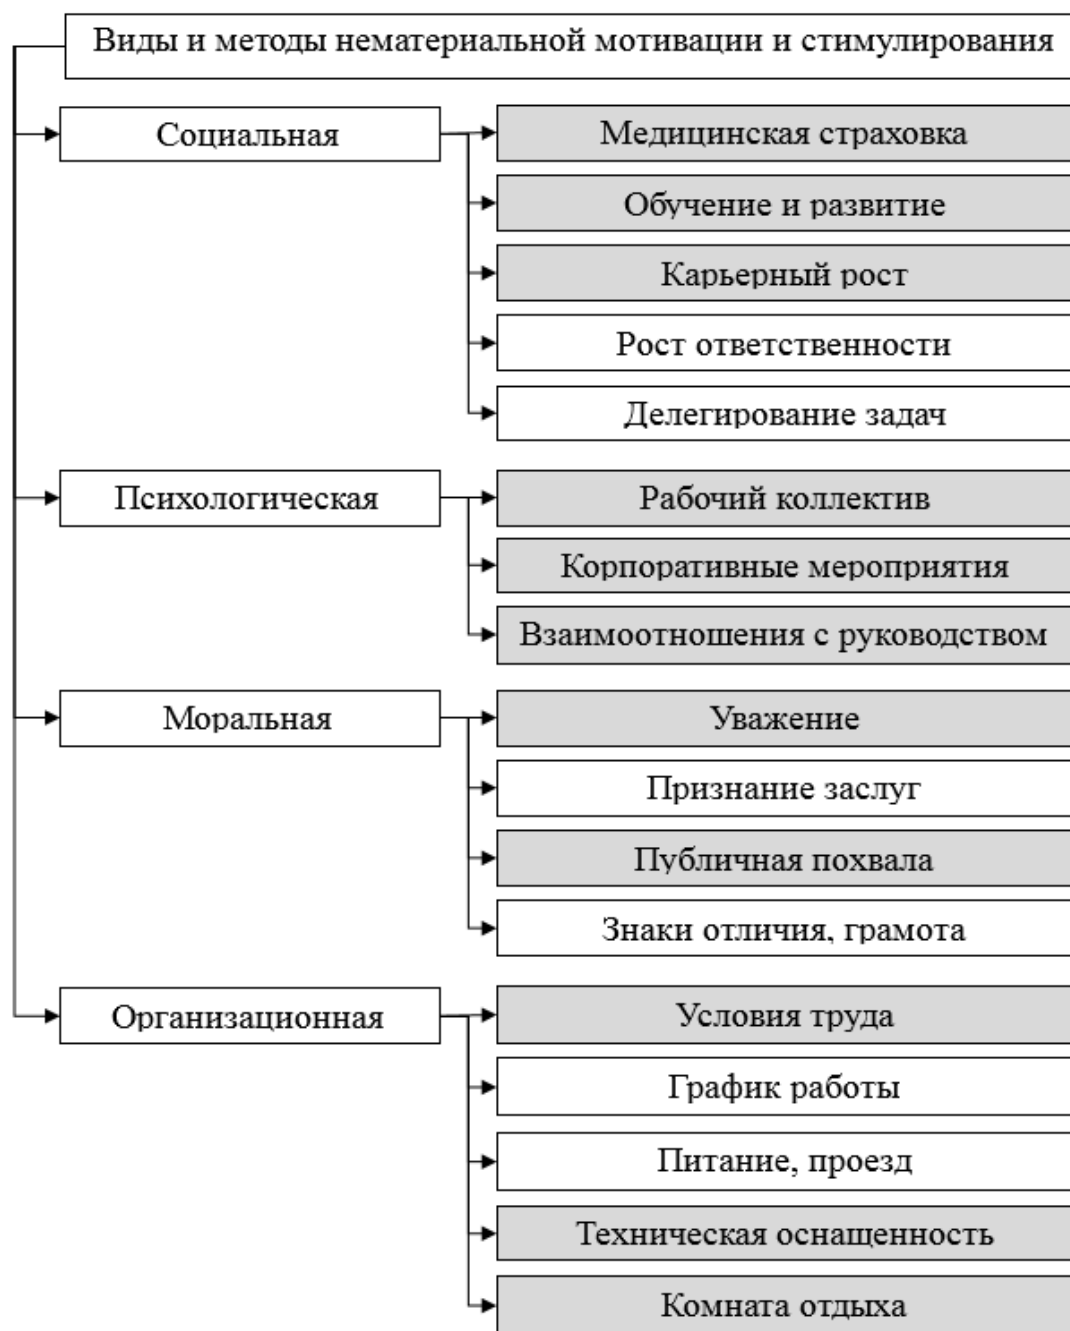 Виды и методы нематериальной мотивации и стимулирования
Социальная
Медицинская страховка
Обучение и развитие
Карьерный рост
Рост ответственности
Делегирование задач
Психологическая
Рабочий коллектив
Корпоративные мероприятия
Взаимоотношения с руководством
Моральная
Уважение
Признание заслуг
Публичная похвала
Знаки отличия, грамота
Организационная
Условия труда
График работы
Питание, проезд
Техническая оснащенность
Комната отдыха